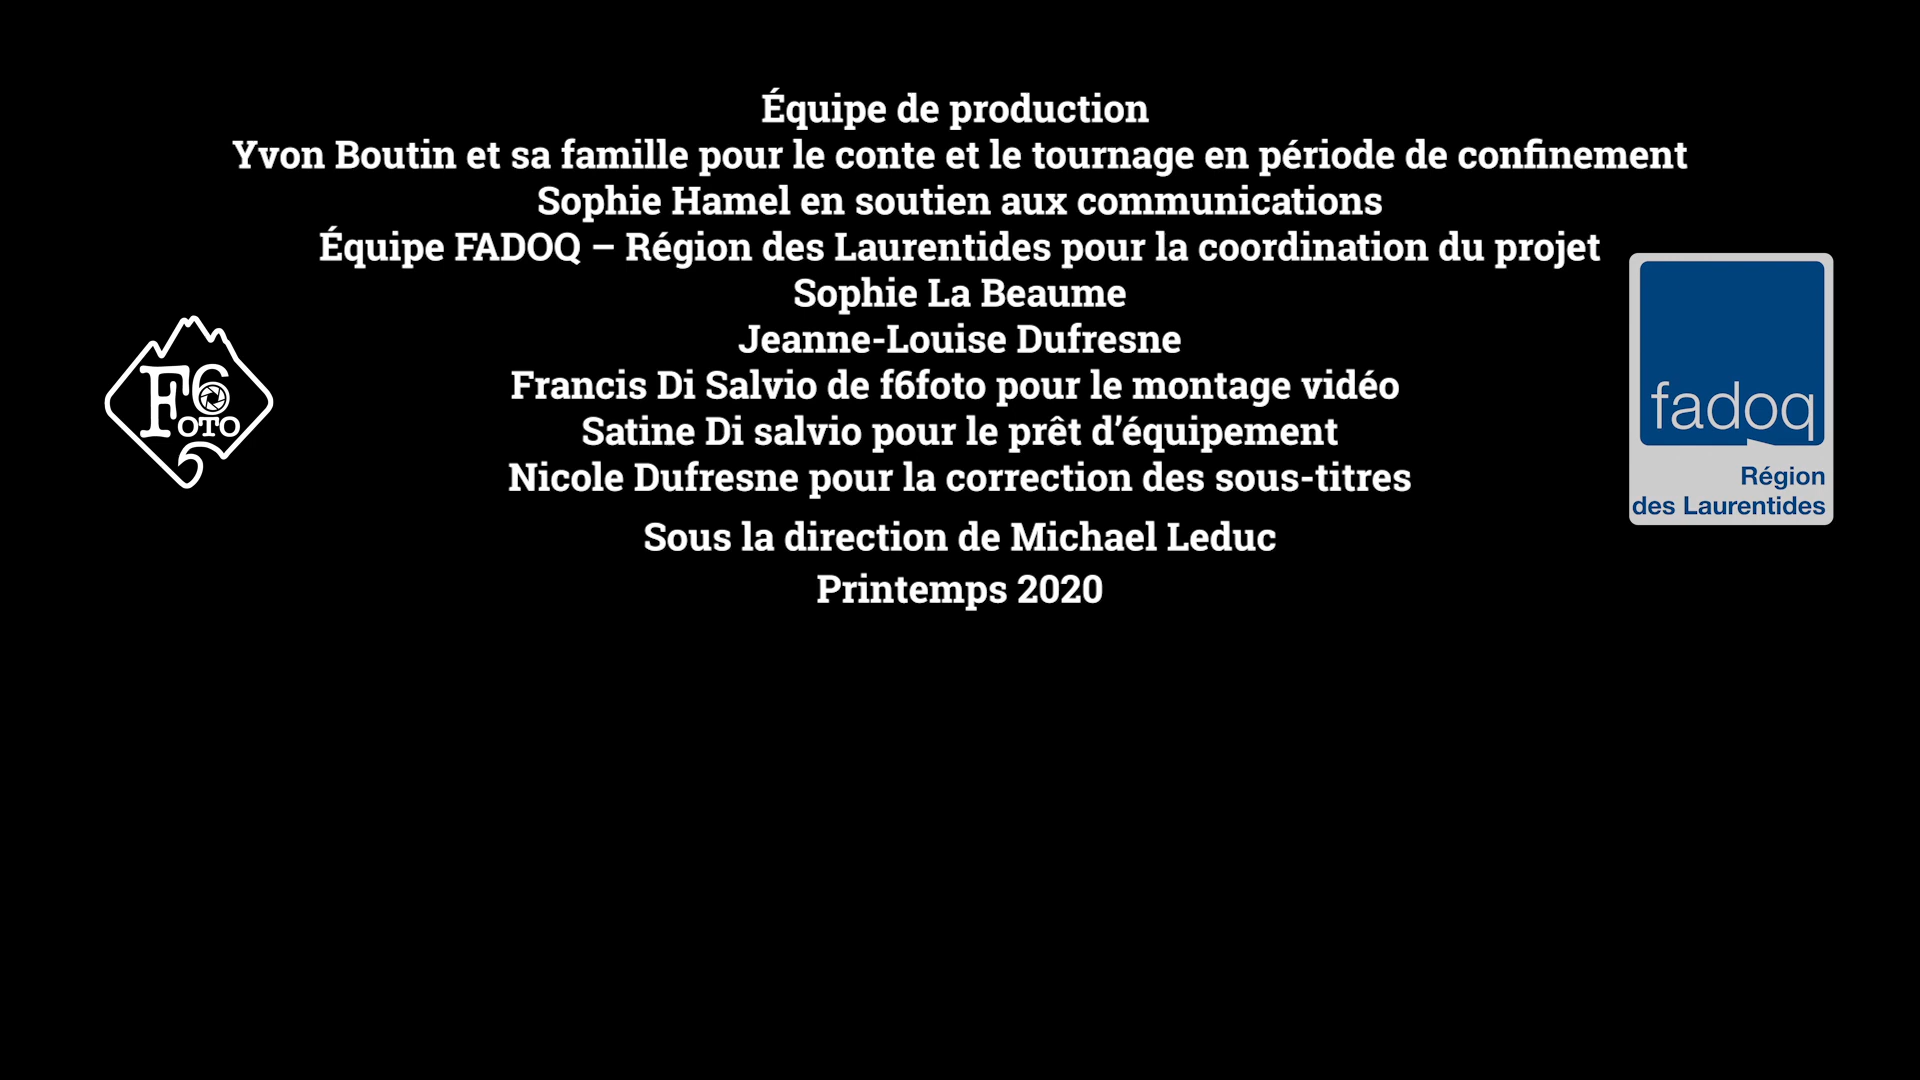 Équipe de production
Yvon Boutin et sa famille pour le conte et le tournage en période de confinement
Sophie Hamel en soutien aux communications
Équipe FADOQ – Région des Laurentides pour la coordination du projet
Sophie La Beaume
Jeanne-Louise Dufresne
Francis Di Salvio de f6foto pour le montage vidéo
Satine Di salvio pour le prêt d’équipement
Nicole Dufresne pour la correction des sous-titres
Sous la direction de Michael Leduc
Printemps 2020
F6
FOTO
fadoq
Région
des Laurentides